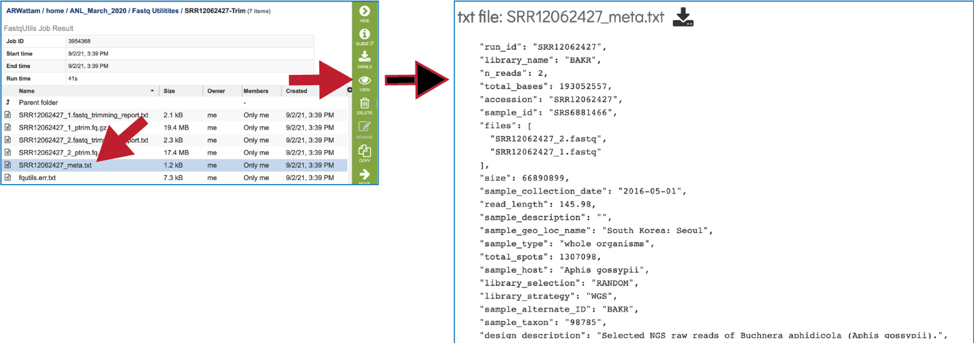 ARWattam / home / ANL_March_2020 / Fastq Utilitites / SRR12062427-Trim (7 items)
FastqUtils Job Result
Job ID 3954368
Start time 9/2/21, 3:39 PM
End time 9/2/21, 3:39 PM
Run time 41s
Name Size Owner Members Created
Parent folder -
SRR12062427_1.fastq_trimming_report.txt 2.1 kB me Only me 9/2/21, 3:39 PM
SRR12062427_1_ptrim.fq.gz 19.4 MB me Only me 9/2/21, 3:39 PM
SRR12062427_2.fastq_trim port.txt 2.3 kB me Only me 9/2/21, 3:39 PM
SRR12062427_2_ptrim.fq 17.4 MB me Only me 9/2/21, 3:39 PM
SRR12062427_meta.txt 1.2 kB me Only me 9/2/21, 3:39 PM
fqutils.err.txt 7.3 kB me Only me 9/2/21, 3:39 PM
HIDE
GUIDE
DWNLD
VIEW
DELETE
RENAME
COPY
txt file: SRR12062427_meta.txt
"run_id": "SRR12062427",
"library_name": "BAKR",
"n_reads": 2,
"total_bases": 193052557,
"accession": "SRR12062427",
"sample_id": "SRS6881466",
"files": [
"SRR12062427_2.fastq",
"SRR12062427_1.fastq"
],
"size": 66890899,
"sample_collection_date": "2016-05-01",
"read_length": 145.98,
"sample_description": "",
"sample_geo_loc_name": "South Korea: Seoul",
"sample_type": "whole organisms",
"total_spots": 1307098,
"sample_host": "Aphis gossypii",
"library_selection": "RANDOM",
"library_strategy": "WGS",
"sample_alternate_ID": "BAKR",
"sample_taxon": "98785",
"design_description": "Selected NGS raw reads of Buchnera aphidicola (Aphis gossypii).",